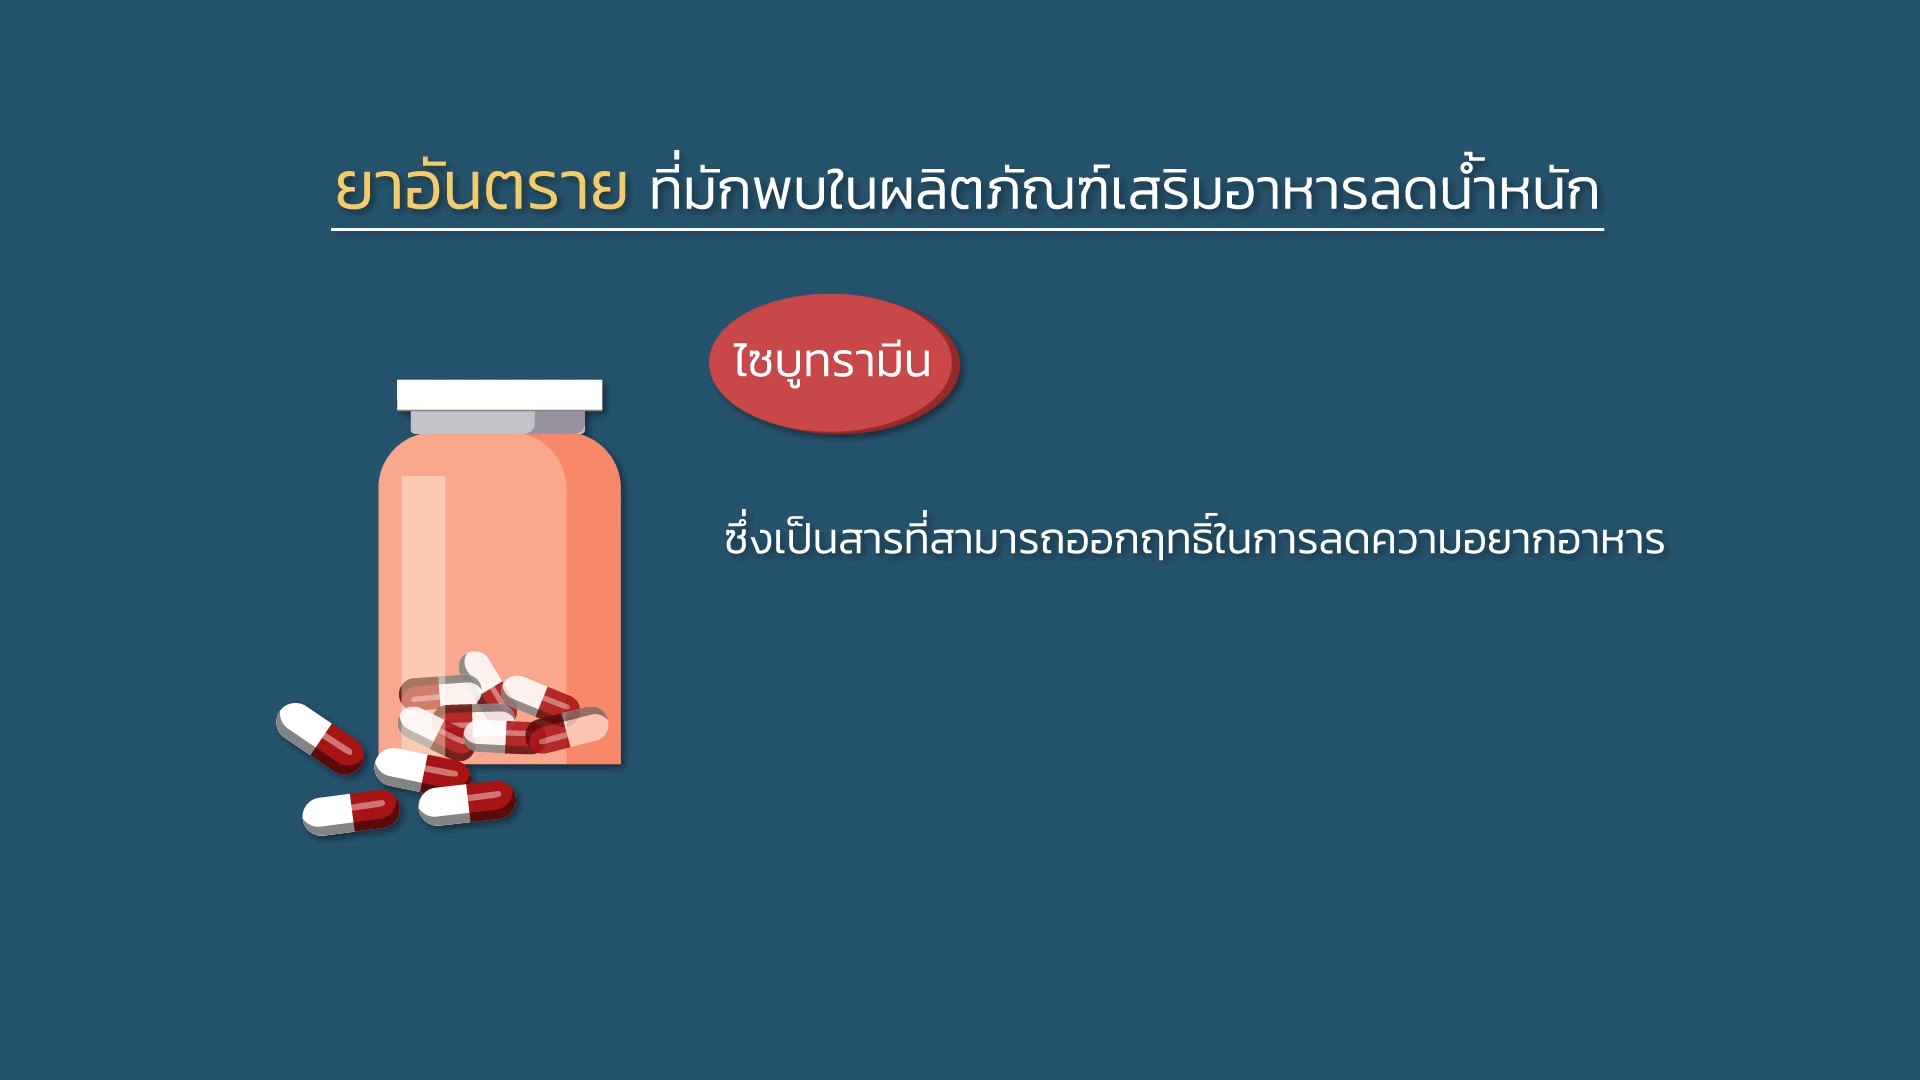 ยาอันตราย ที่มักพบในผลิตภัณฑ์เสริมอาหารลดน้ำหนัก
ไซบูทรามีน
ซึ่งเป็นสารที่สามารถออกฤทธิ์ในการลดความอยากอาหาร